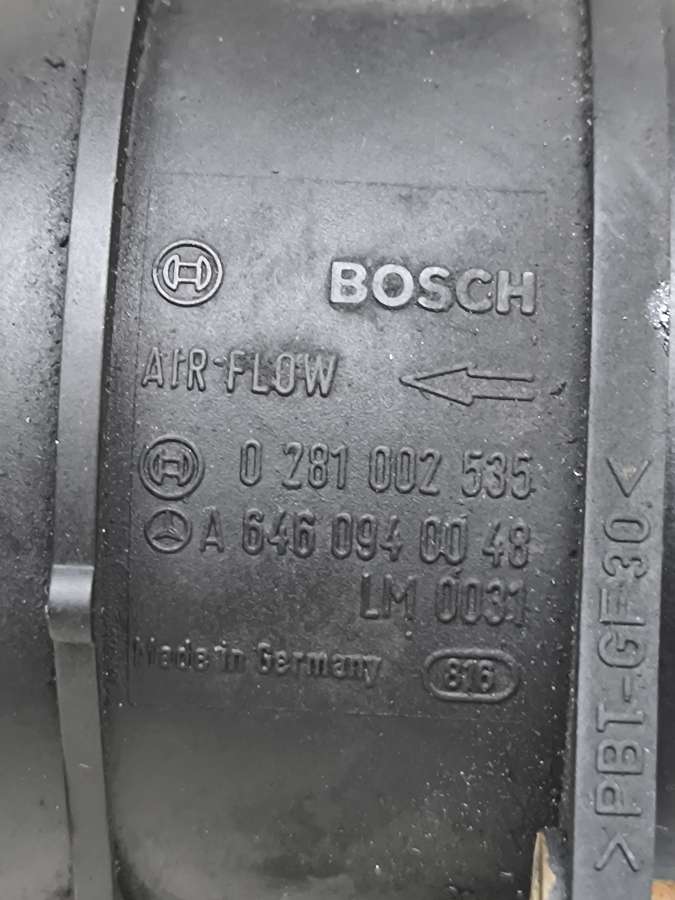 BOSCH
AIR FLOW
0 281 002 535
A 646 094 00 48
LM 0031
Made in Germany 816
>PBT-GF30<